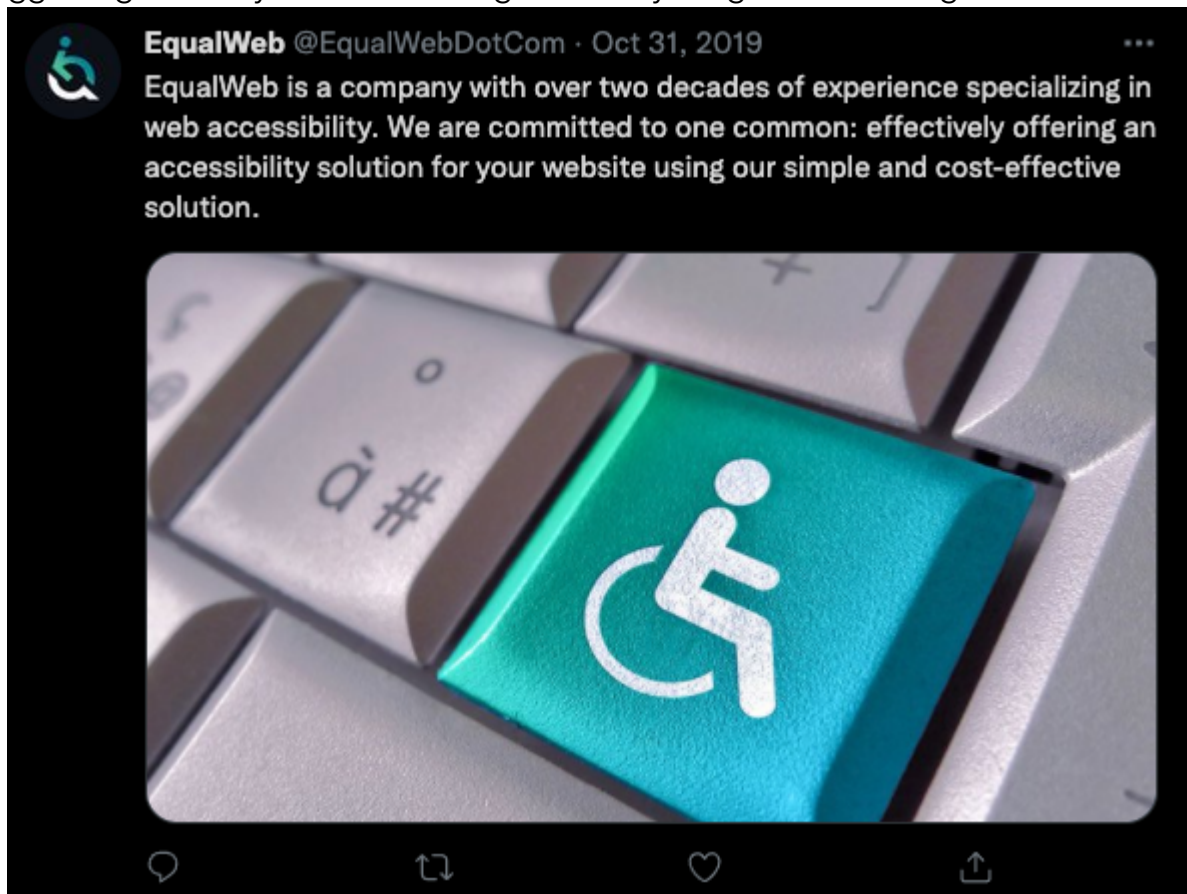 EqualWeb @EqualWebDotCom · Oct 31, 2019
EqualWeb is a company with over two decades of experience specializing in
web accessibility. We are committed to one common: effectively offering an
accessibility solution for your website using our simple and cost-effective
solution.
+ ]
°
à #